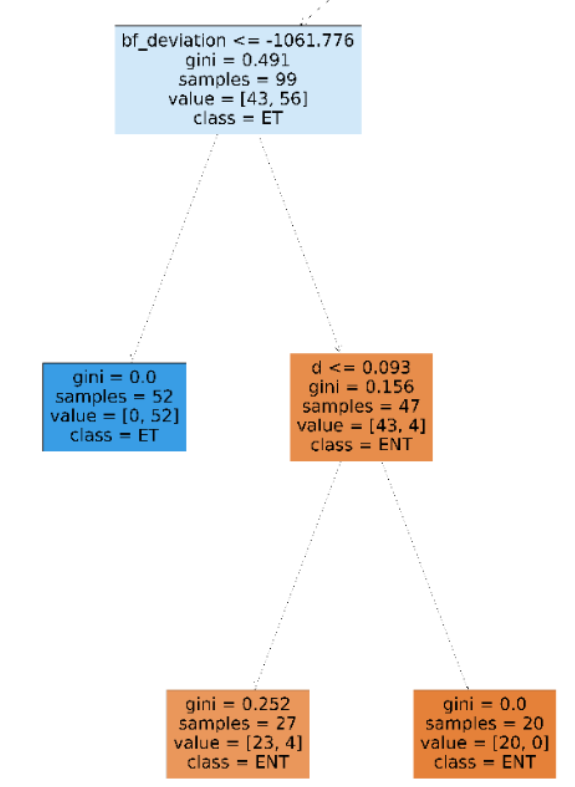 bf_deviation <= -1061.776
gini = 0.491
samples = 99
value = [43, 56]
class = ET
gini = 0.0
samples = 52
value = [0, 52]
class = ET
d <= 0.093
gini = 0.156
samples = 47
value = [43, 4]
class = ENT
gini = 0.252
samples = 27
value = [23, 4]
class = ENT
gini = 0.0
samples = 20
value = [20, 0]
class = ENT